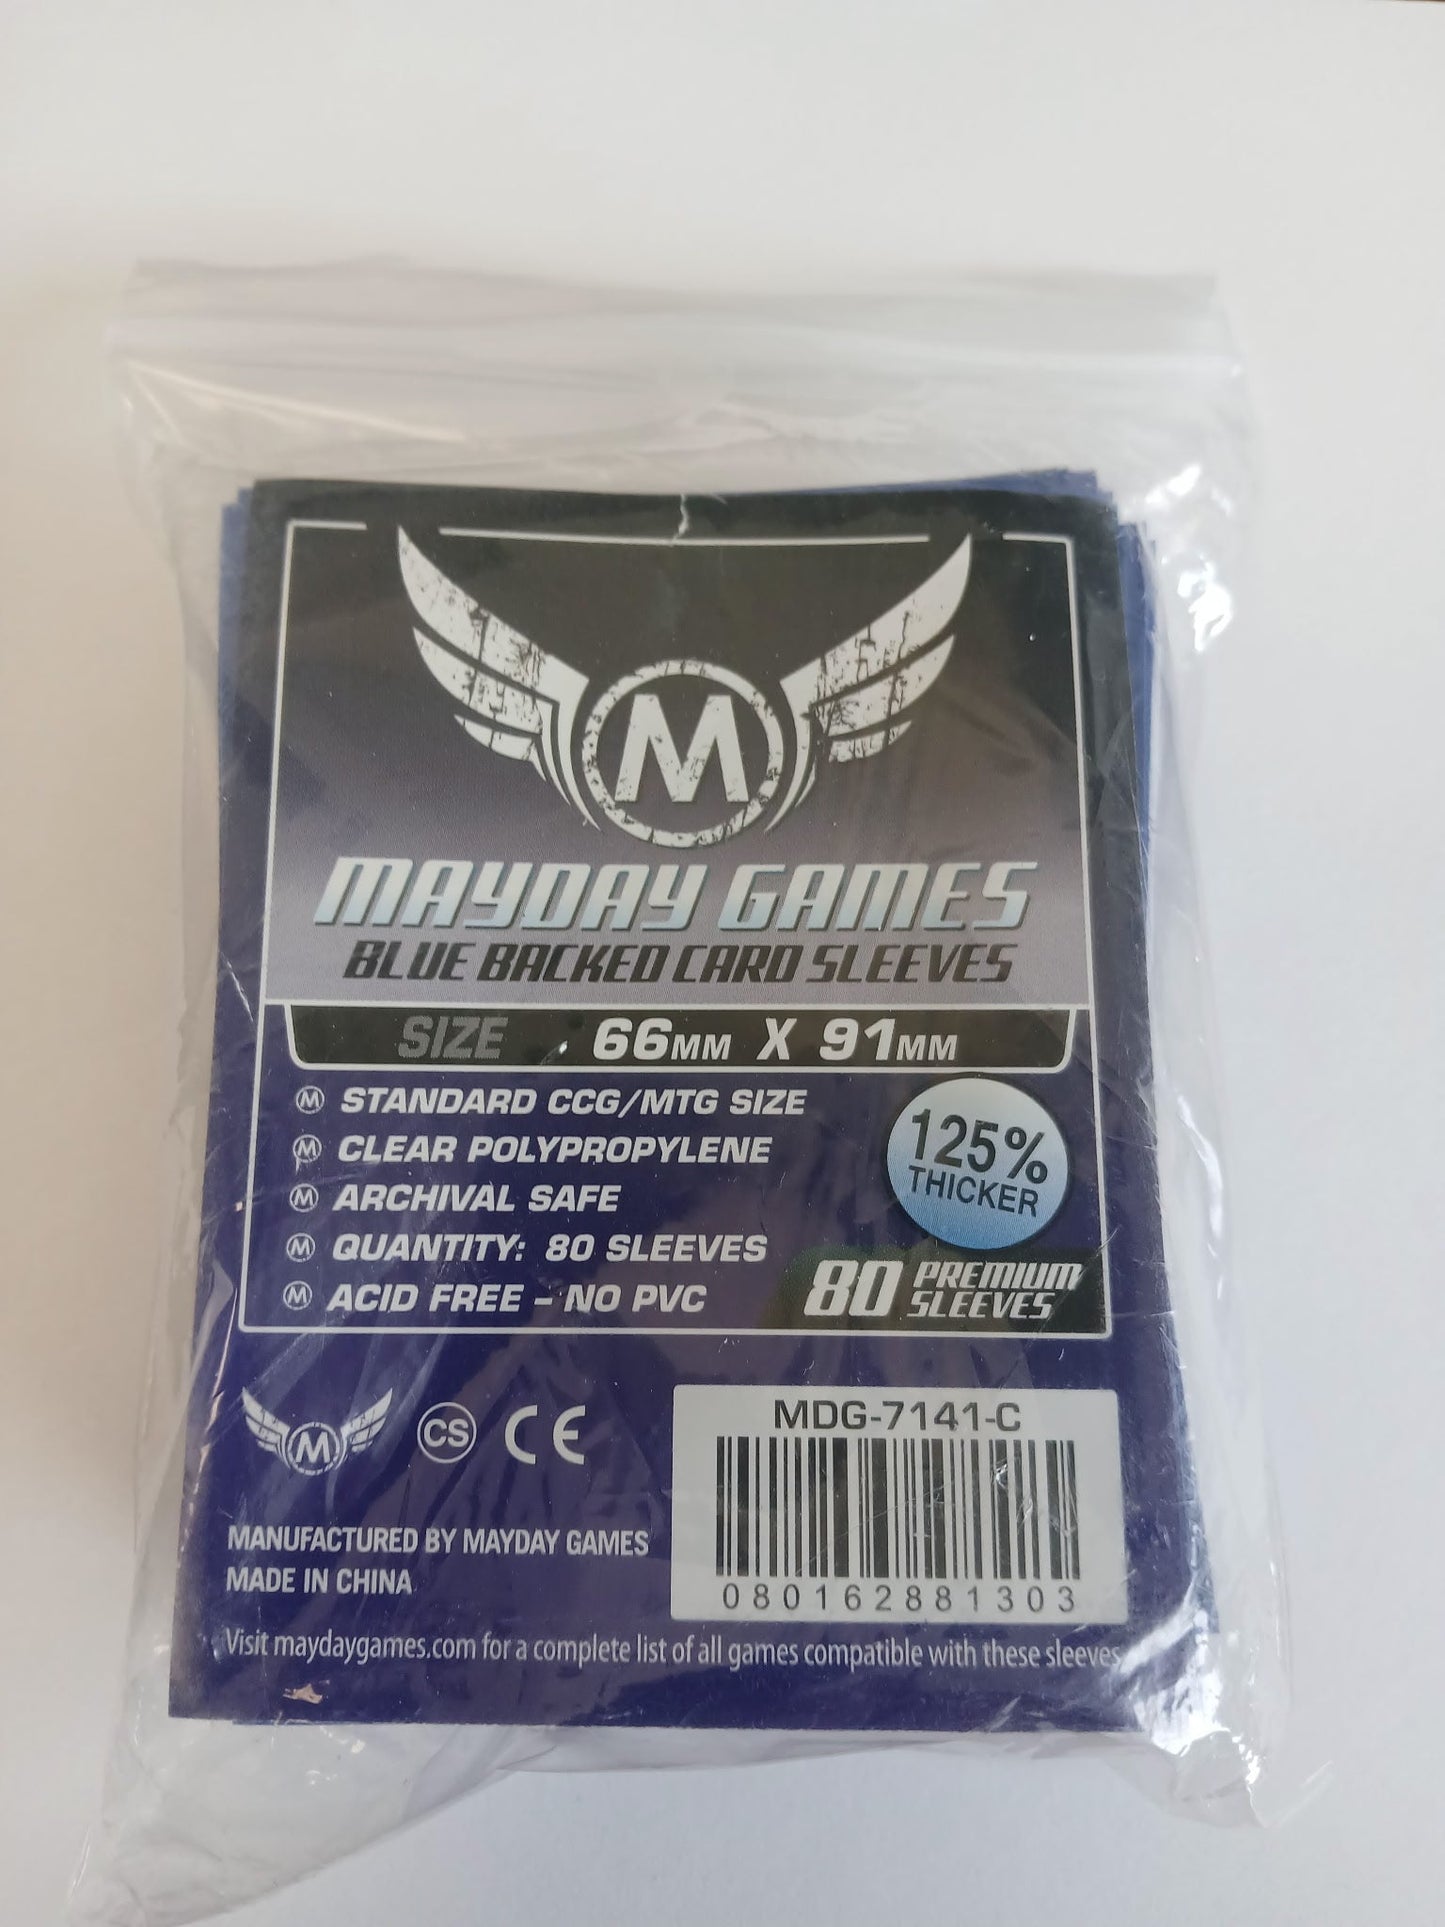 M
MAYDAY GAMES
BLUE BACKED CARD SLEEVES
SIZE 66MM X 91MM
STANDARD CCG/MTG SIZE
CLEAR POLYPROPYLENE
ARCHIVAL SAFE
QUANTITY: 80 SLEEVES
ACID FREE – NO PVC
125%
THICKER
80 PREMIUM
SLEEVES
M
CS CE
MDG-7141-C
0801628813 03
MANUFACTURED BY MAYDAY GAMES
MADE IN CHINA
Visit maydaygames.com for a complete list of all games compatible with these sleeves